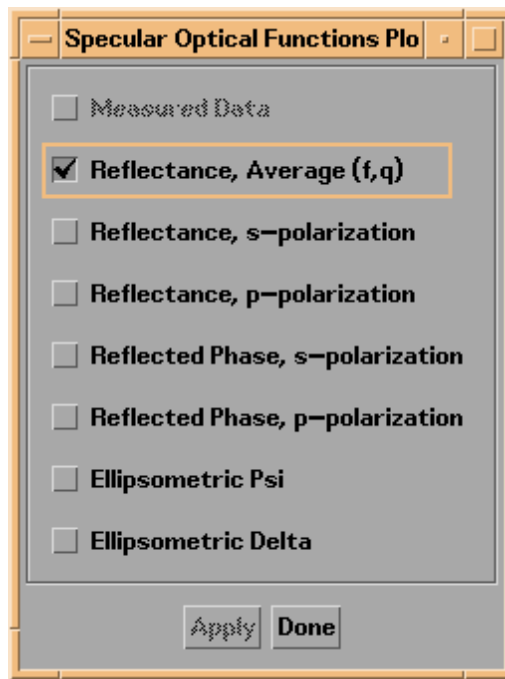 Specular Optical Functions Plo
Measured Data
Reflectance, Average (f,q)
Reflectance, s-polarization
Reflectance, p-polarization
Reflected Phase, s-polarization
Reflected Phase, p-polarization
Ellipsometric Psi
Ellipsometric Delta
Apply Done